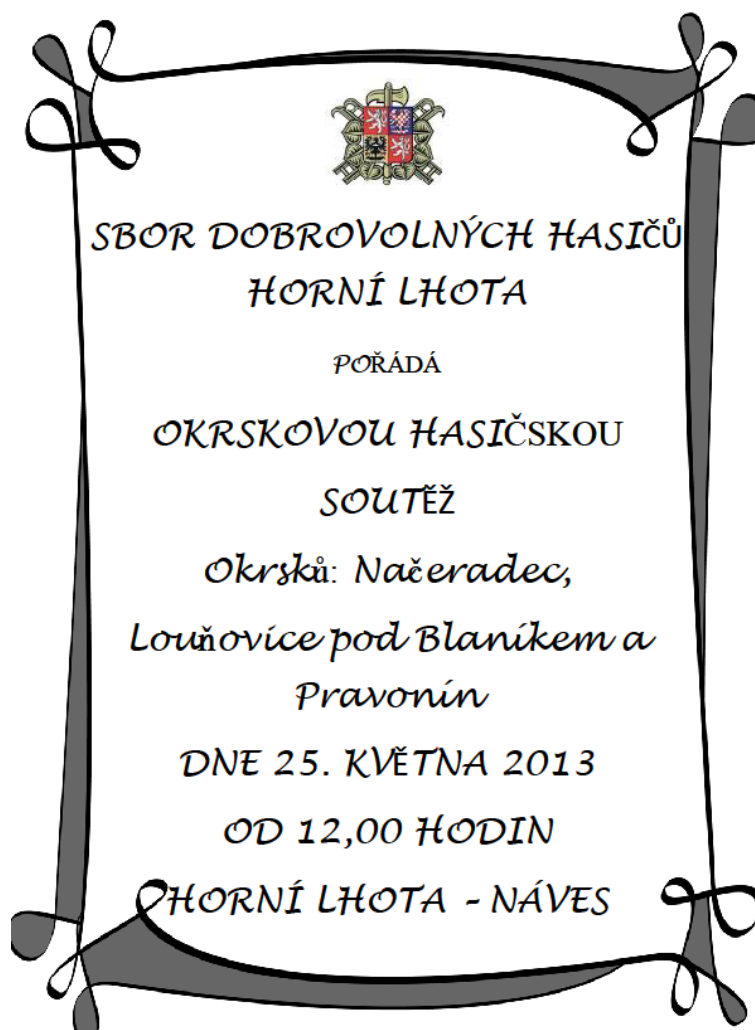 SBOR DOBROVOLNÝCH HASIČŮ
HORNÍ LHOTA
POŘÁDÁ
OKRSKOVOU HASIČSKOU
SOUTĚŽ
Okrsků: Načeradec,
Louňovice pod Blaníkem a
Pravonín
DNE 25. KVĚTNA 2013
OD 12,00 HODIN
HORNÍ LHOTA – NÁVES